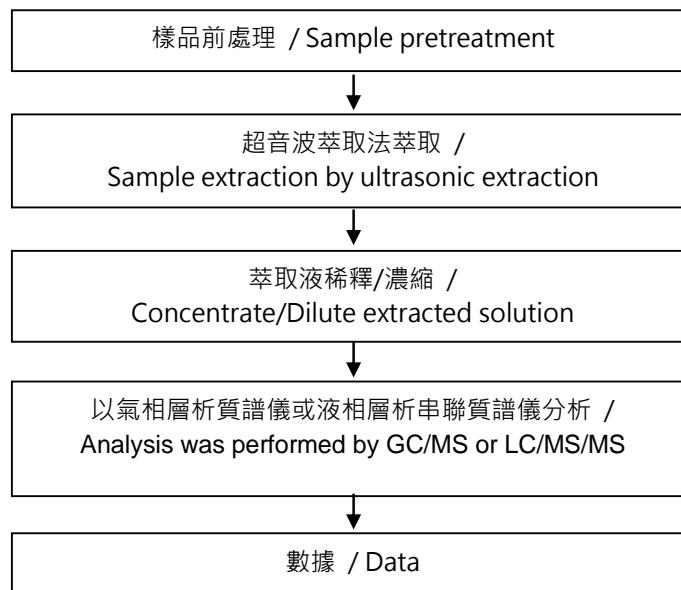 樣品前處理 / Sample pretreatment
超音波萃取法萃取 /
Sample extraction by ultrasonic extraction
萃取液稀釋/濃縮 /
Concentrate/Dilute extracted solution
以氣相層析質譜儀或液相層析串聯質譜儀分析 /
Analysis was performed by GC/MS or LC/MS/MS
數據 / Data